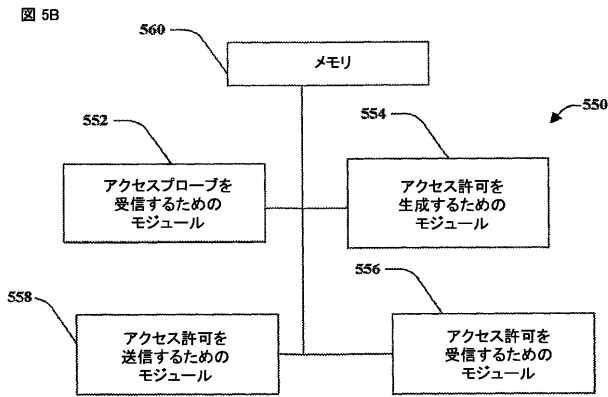 図 5B
560
メモリ
550
552
アクセスプローブを
受信するための
モジュール
554
アクセス許可を
生成するための
モジュール
558
アクセス許可を
送信するための
モジュール
556
アクセス許可を
受信するための
モジュール